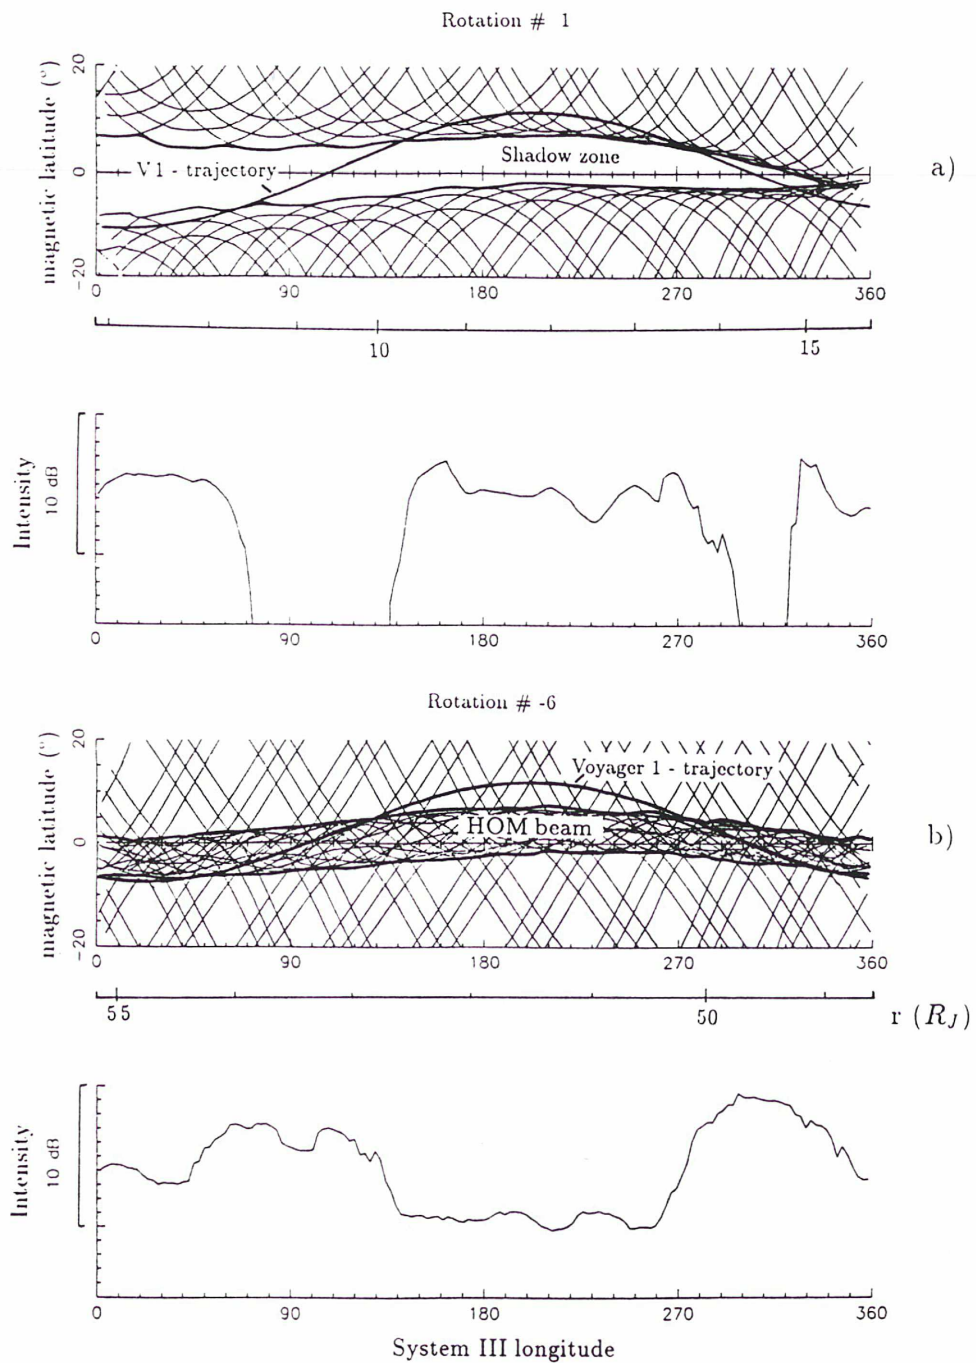 Rotation # 1
magnetic latitude (°)
20
0
-20
V1 - trajectory
Shadow zone
a)
0 90 180 270 360
10 15
Intensity
10 dB
0 90 180 270 360
Rotation # -6
magnetic latitude (°)
20
0
-20
Voyager 1 - trajectory
HOM beam
b)
0 90 180 270 360
55 50 r (R_J)
Intensity
10 dB
0 90 180 270 360
System III longitude